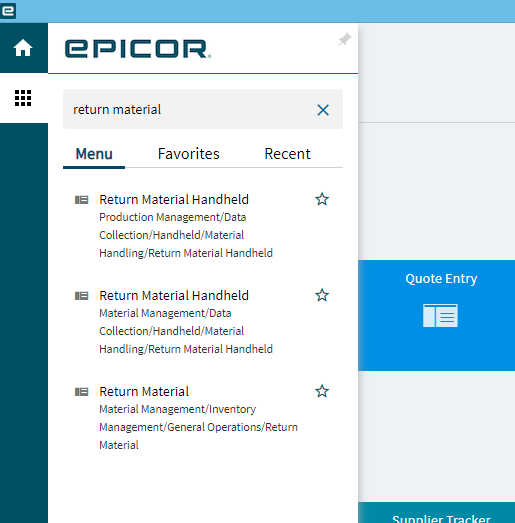 EPICOR
return material
Menu Favorites Recent
Return Material Handheld
Production Management/Data
Collection/Handheld/Material
Handling/Return Material Handheld
Return Material Handheld
Material Management/Data
Collection/Handheld/Material
Handling/Return Material Handheld
Return Material
Material Management/Inventory
Management/General Operations/Return
Material
Quote Entry
Supplier Tracker